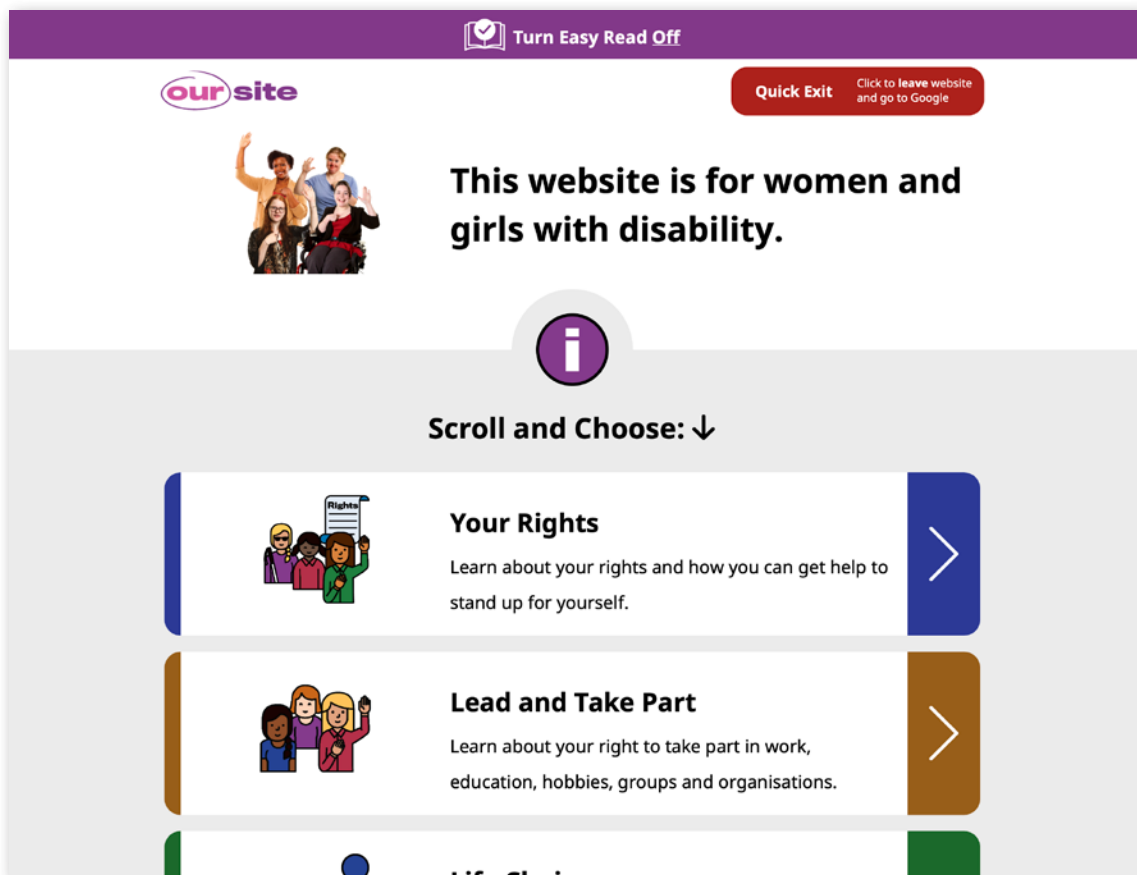 Turn Easy Read Off
our site
Quick Exit
Click to leave website
and go to Google
This website is for women and
girls with disability.
i
Scroll and Choose: ↓
Rights
Your Rights
Learn about your rights and how you can get help to
stand up for yourself.
Lead and Take Part
Learn about your right to take part in work,
education, hobbies, groups and organisations.